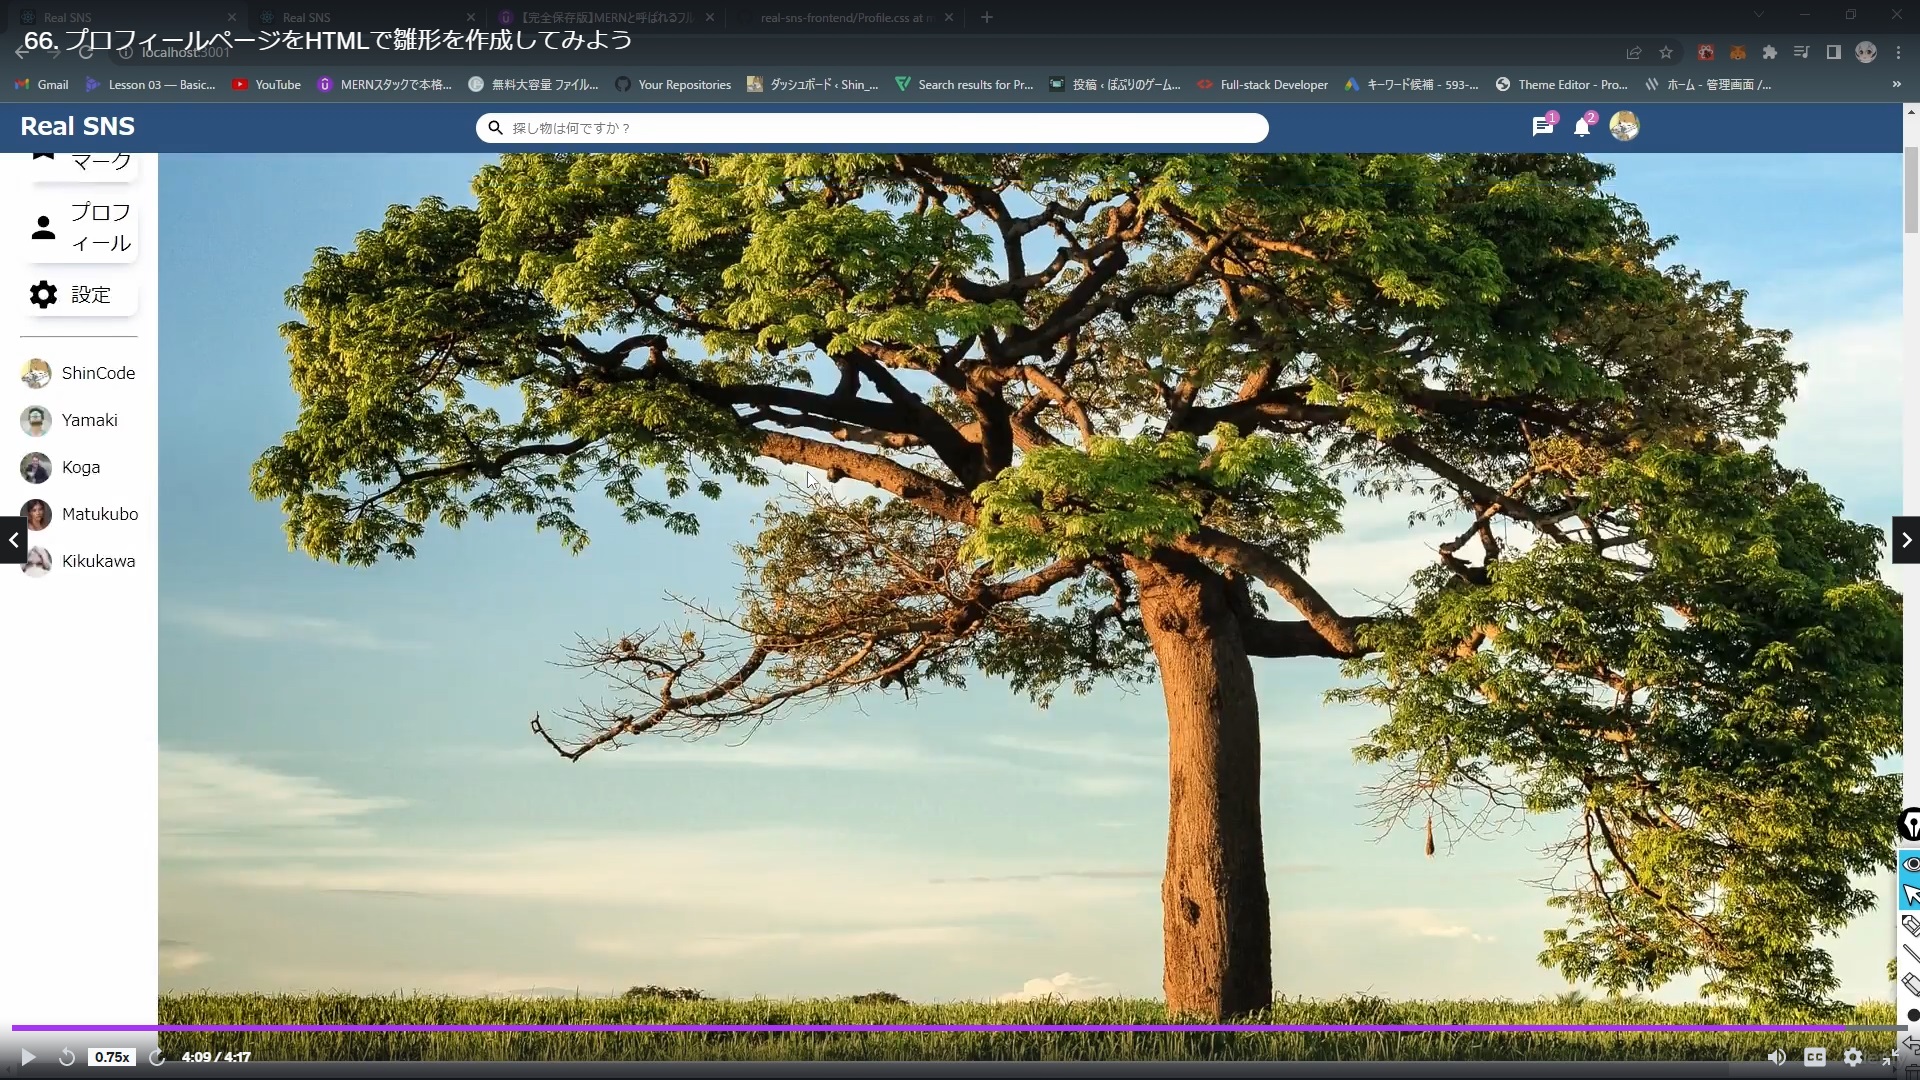 Real SNS
Real SNS
【完全保存版】MERNと呼ばれるフル
real-sns-frontend/Profile.css at m
66. プロフィールページをHTMLで雛形を作成してみよう
localhost:3001
Gmail
Lesson 03 — Basic...
YouTube
MERNスタックで本格...
無料大容量 ファイル...
Your Repositories
ダッシュボード ‹ Shin_...
Search results for Pr...
投稿 ‹ ぽぷりのゲーム...
Full-stack Developer
キーワード候補 - 593-...
Theme Editor - Pro...
ホーム - 管理画面 /...
»
Real SNS
探し物は何ですか？
1
2
マーク
プロフ
ィール
設定
ShinCode
Yamaki
Koga
Matukubo
Kikukawa
0.75x
4:09 / 4:17
CC